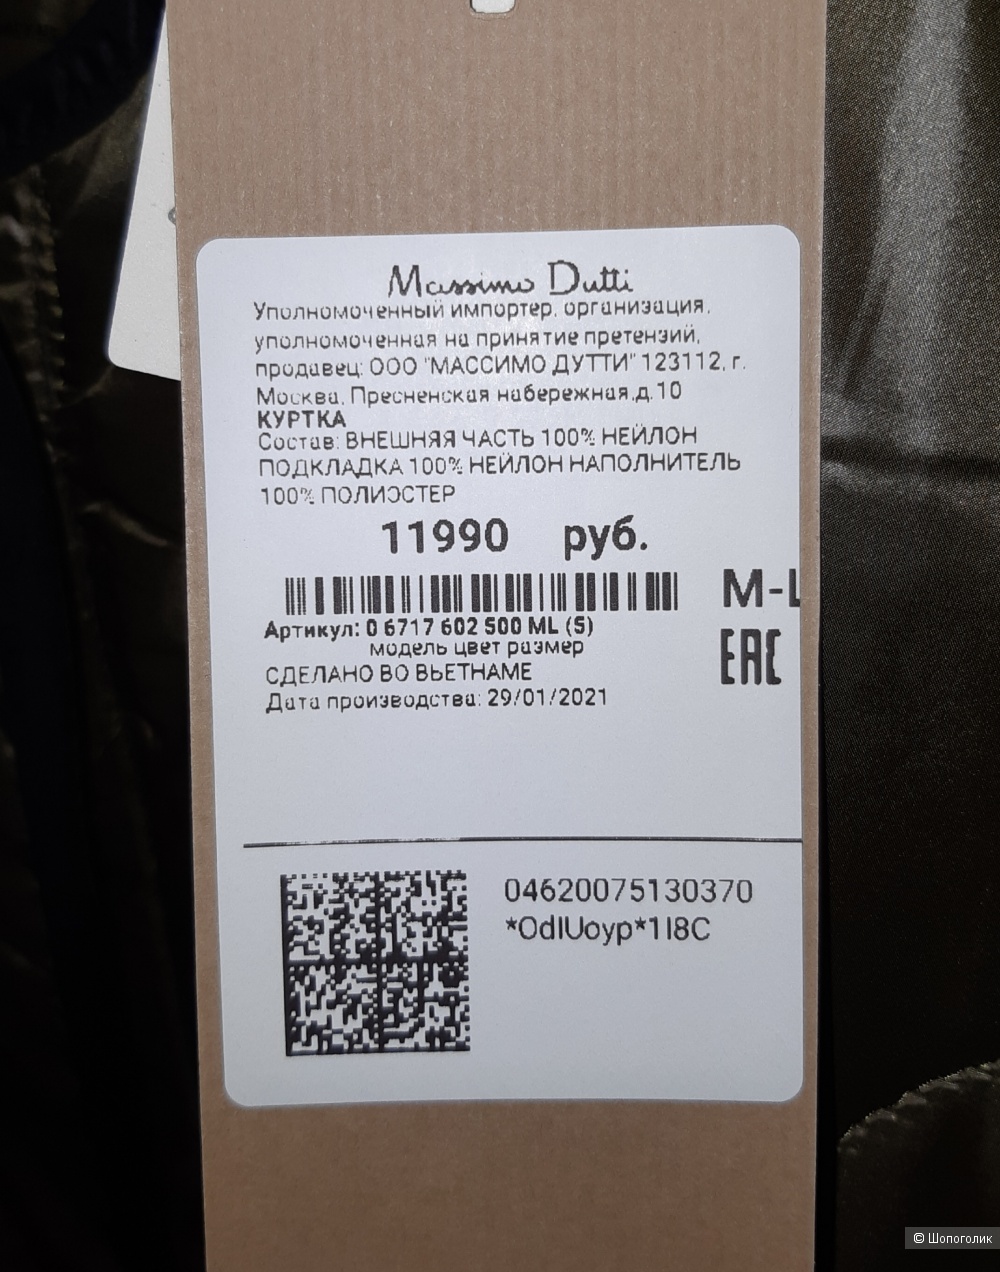 Massimo Dutti
Уполномоченный импортер, организация,
уполномоченная на принятие претензий,
продавец: ООО "МАССИМО ДУТТИ" 123112, г.
Москва, Пресненская набережная,д.10
КУРТКА
Состав: ВНЕШНЯЯ ЧАСТЬ 100% НЕЙЛОН
ПОДКЛАДКА 100% НЕЙЛОН НАПОЛНИТЕЛЬ
100% ПОЛИЭСТЕР
11990 руб.
M-L
Артикул: 0 6717 602 500 ML (5)
модель цвет размер
EAC
СДЕЛАНО ВО ВЬЕТНАМЕ
Дата производства: 29/01/2021
04620075130370
*OdIUoyp*1I8C
© Шопоголик